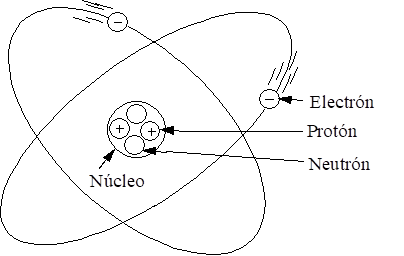 −
−
Electrón
+ +
Protón
Neutrón
Núcleo